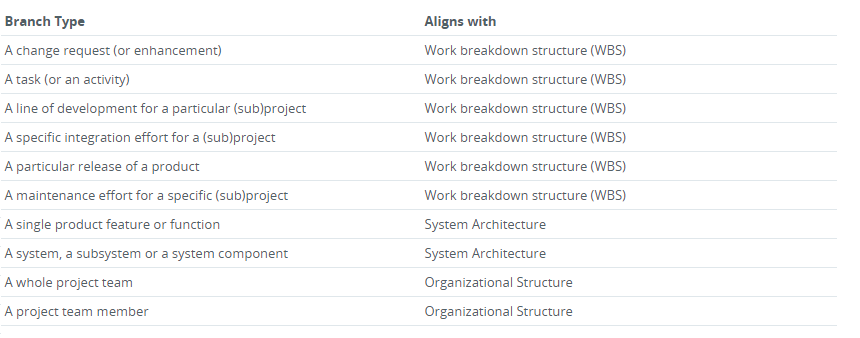 Branch Type Aligns with
A change request (or enhancement) Work breakdown structure (WBS)
A task (or an activity) Work breakdown structure (WBS)
A line of development for a particular (sub)project Work breakdown structure (WBS)
A specific integration effort for a (sub)project Work breakdown structure (WBS)
A particular release of a product Work breakdown structure (WBS)
A maintenance effort for a specific (sub)project Work breakdown structure (WBS)
A single product feature or function System Architecture
A system, a subsystem or a system component System Architecture
A whole project team Organizational Structure
A project team member Organizational Structure